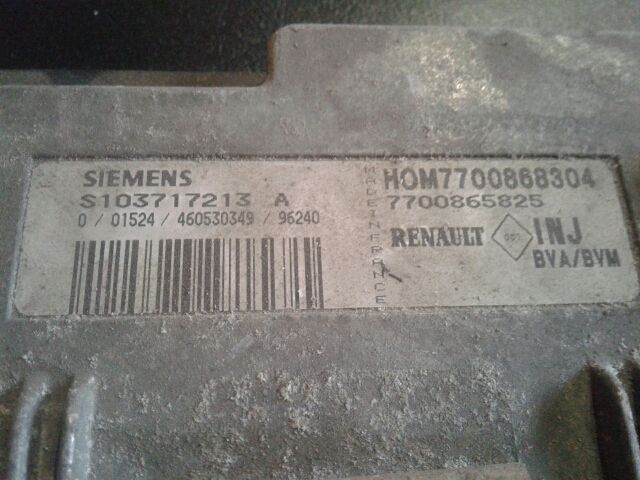 SIEMENS
S103717213 A
0 / 01524 / 460530349 / 96240
MADE IN FRANCE
HOM7700868304
7700865825
RENAULT
INJ
BVA/BVM